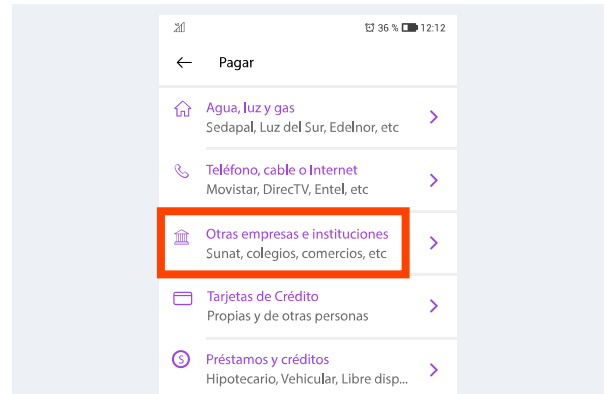 36 % 12:12
Pagar
Agua, luz y gas
Sedapal, Luz del Sur, Edelnor, etc
Teléfono, cable o Internet
Movistar, DirecTV, Entel, etc
Otras empresas e instituciones
Sunat, colegios, comercios, etc
Tarjetas de Crédito
Propias y de otras personas
Préstamos y créditos
Hipotecario, Vehicular, Libre disp...